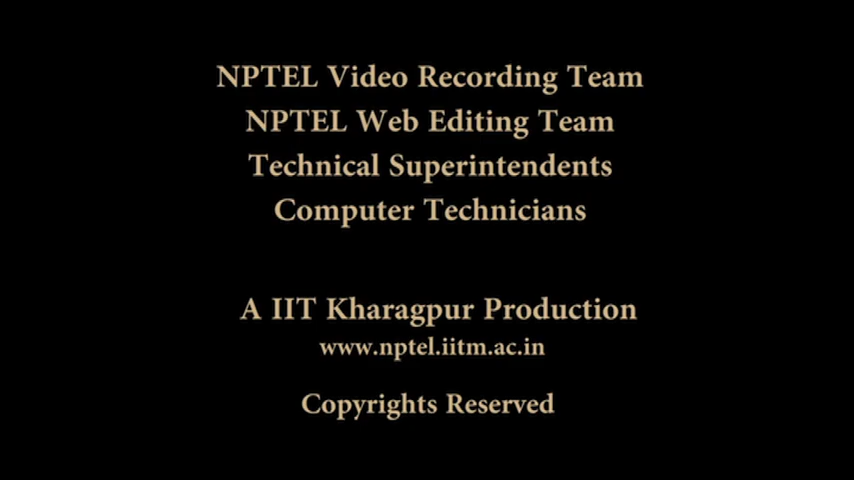 NPTEL Video Recording Team
NPTEL Web Editing Team
Technical Superintendents
Computer Technicians
A IIT Kharagpur Production
www.nptel.iitm.ac.in
Copyrights Reserved